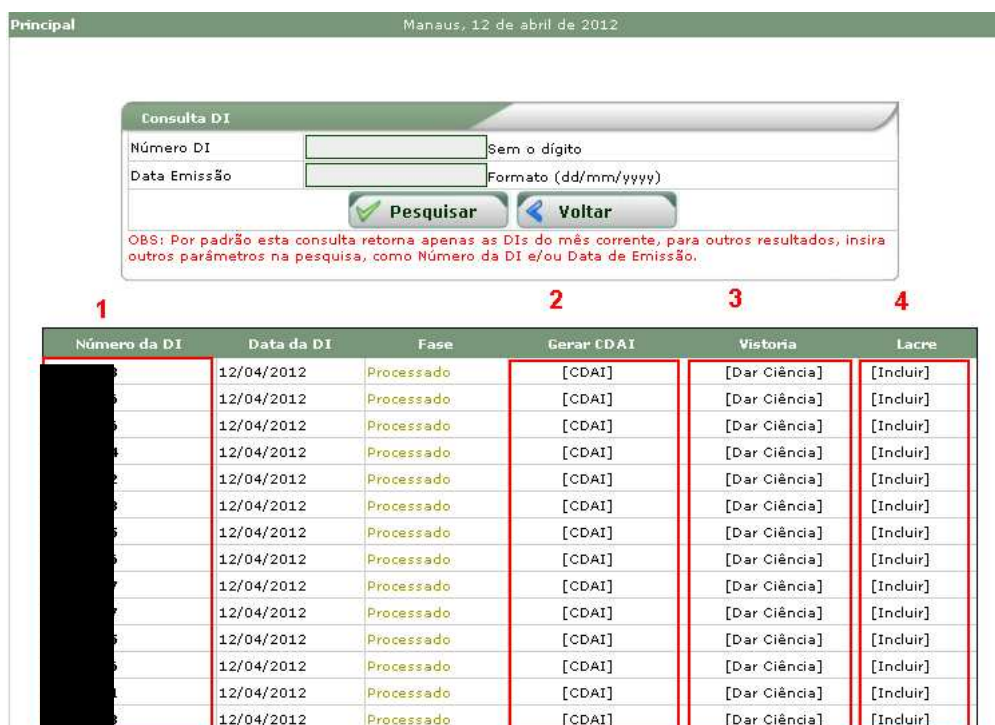 Principal Manaus, 12 de abril de 2012
Consulta DI
Número DI Sem o dígito
Data Emissão Formato (dd/mm/yyyy)
Pesquisar Voltar
OBS: Por padrão esta consulta retorna apenas as DIs do mês corrente, para outros resultados, insira
outros parâmetros na pesquisa, como Número da DI e/ou Data de Emissão.
1 2 3 4
Número da DI Data da DI Fase Gerar CDAI Vistoria Lacre
12/04/2012 Processado [CDAI] [Dar Ciência] [Incluir]
12/04/2012 Processado [CDAI] [Dar Ciência] [Incluir]
12/04/2012 Processado [CDAI] [Dar Ciência] [Incluir]
12/04/2012 Processado [CDAI] [Dar Ciência] [Incluir]
12/04/2012 Processado [CDAI] [Dar Ciência] [Incluir]
12/04/2012 Processado [CDAI] [Dar Ciência] [Incluir]
12/04/2012 Processado [CDAI] [Dar Ciência] [Incluir]
12/04/2012 Processado [CDAI] [Dar Ciência] [Incluir]
12/04/2012 Processado [CDAI] [Dar Ciência] [Incluir]
12/04/2012 Processado [CDAI] [Dar Ciência] [Incluir]
12/04/2012 Processado [CDAI] [Dar Ciência] [Incluir]
12/04/2012 Processado [CDAI] [Dar Ciência] [Incluir]
12/04/2012 Processado [CDAI] [Dar Ciência] [Incluir]
12/04/2012 Processado [CDAI] [Dar Ciência] [Incluir]